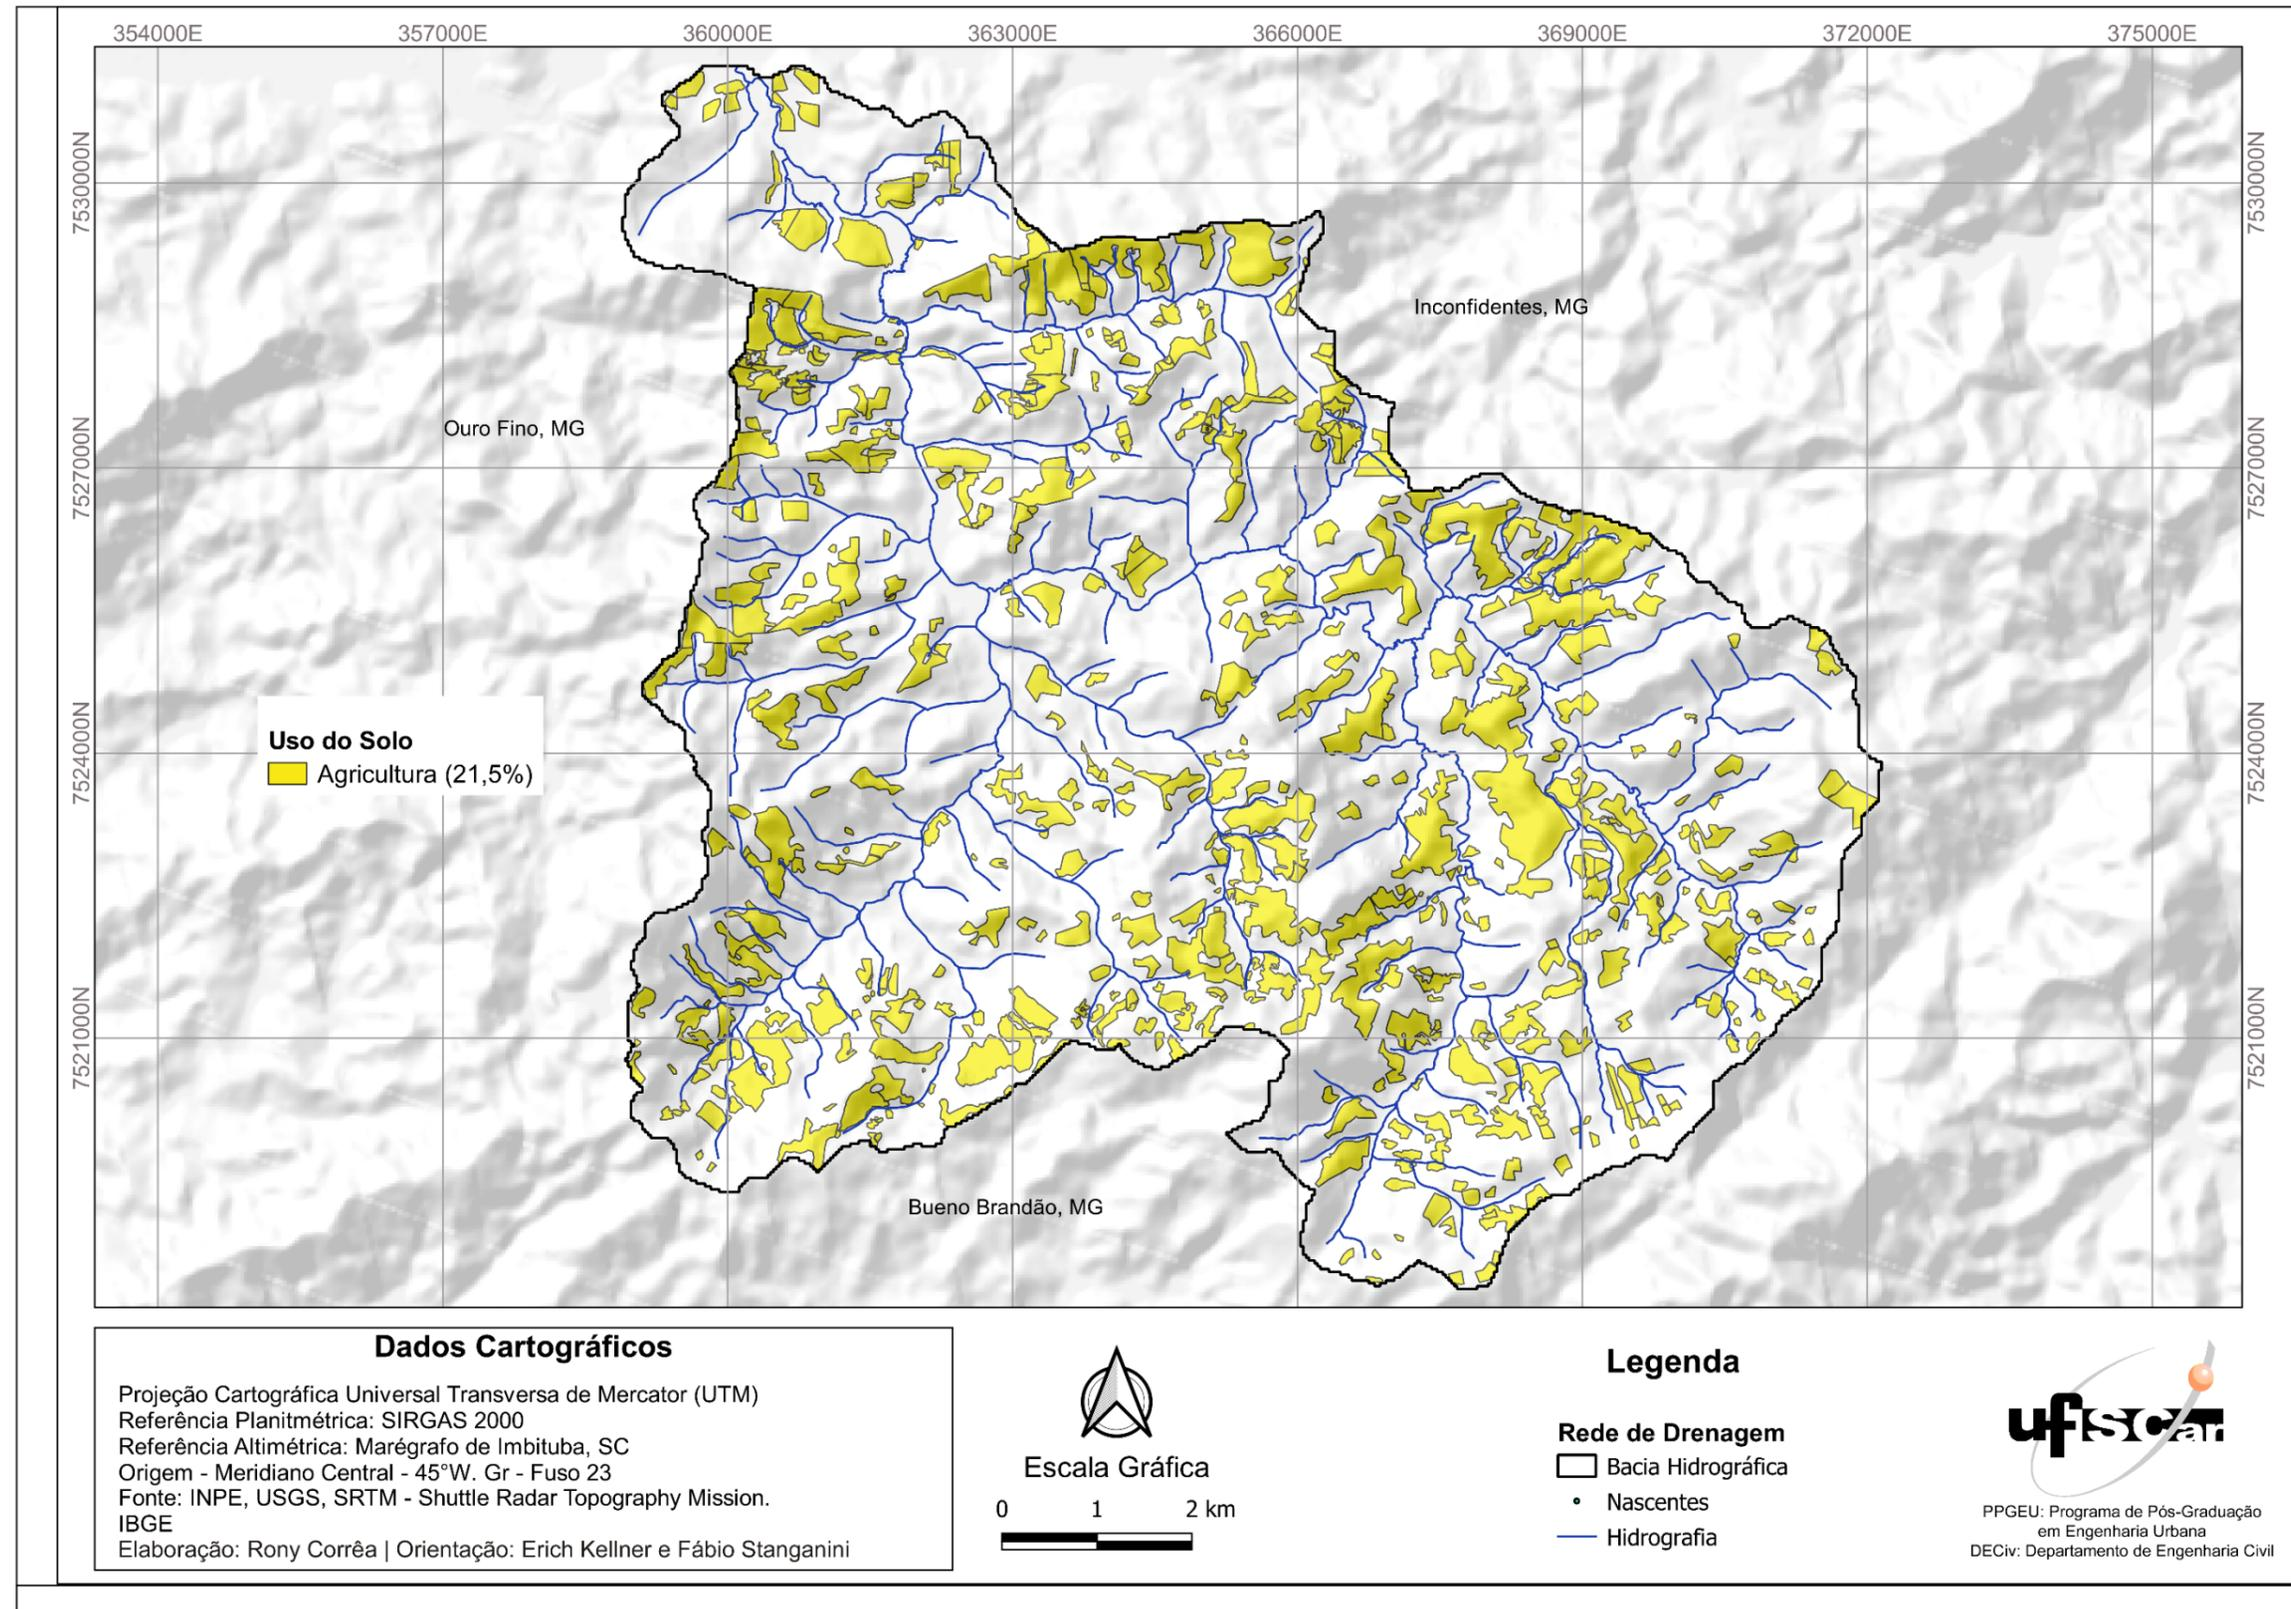 354000E 357000E 360000E 363000E 366000E 369000E 372000E 375000E
7530000N
7530000N
Inconfidentes, MG
Ouro Fino, MG
7527000N
7527000N
Uso do Solo
Agricultura (21,5%)
7524000N
7524000N
7521000N
7521000N
Bueno Brandão, MG
Dados Cartográficos
Projeção Cartográfica Universal Transversa de Mercator (UTM)
Referência Planitmétrica: SIRGAS 2000
Referência Altimétrica: Marégrafo de Imbituba, SC
Origem - Meridiano Central - 45°W. Gr - Fuso 23
Fonte: INPE, USGS, SRTM - Shuttle Radar Topography Mission.
IBGE
Elaboração: Rony Corrêa | Orientação: Erich Kellner e Fábio Stanganini
Escala Gráfica
0 1 2 km
Legenda
Rede de Drenagem
Bacia Hidrográfica
Nascentes
Hidrografia
ufscar
PPGEU: Programa de Pós-Graduação
em Engenharia Urbana
DECiv: Departamento de Engenharia Civil